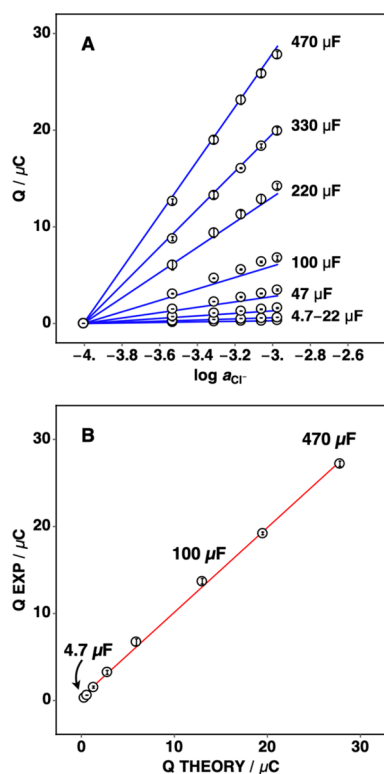 A
30
20
10
0
Q / µC
470 µF
330 µF
220 µF
100 µF
47 µF
4.7–22 µF
−4. −3.8 −3.6 −3.4 −3.2 −3. −2.8 −2.6
log aCl⁻
B
30
20
10
0
Q EXP / µC
470 µF
100 µF
4.7 µF
0 10 20 30
Q THEORY / µC